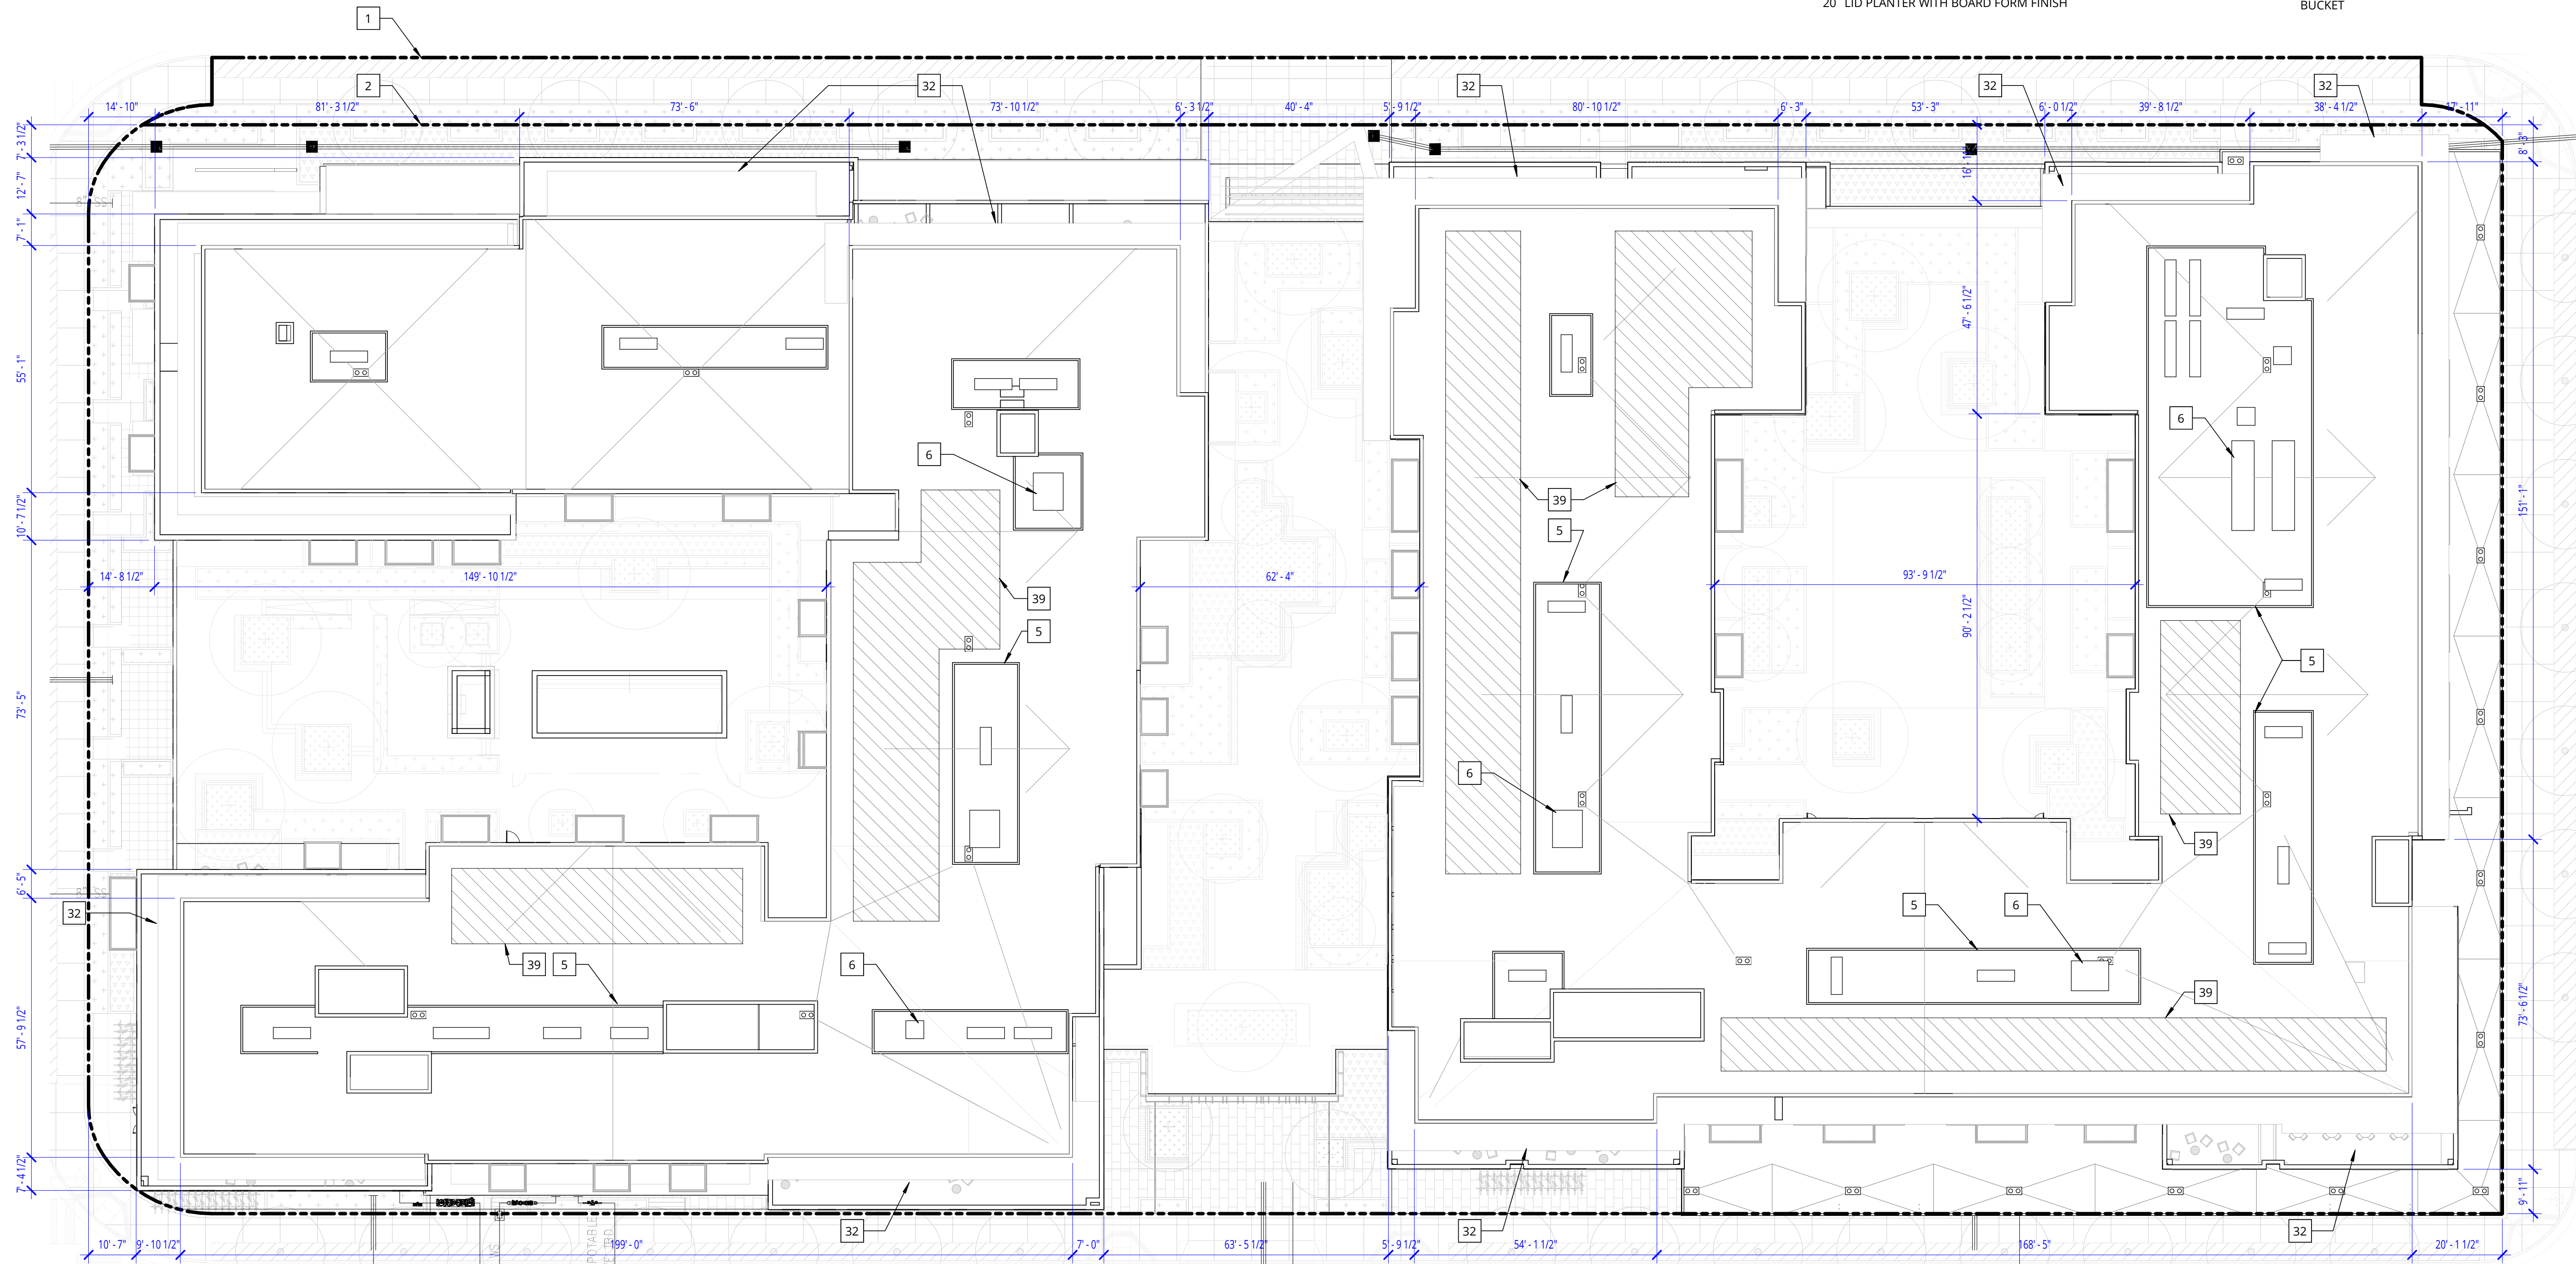 20" LID PLANTER WITH BOARD FORM FINISH
BUCKET
1
2
32
32
32
32
14' - 10"
81' - 3 1/2"
73' - 6"
73' - 10 1/2"
6' - 3 1/2"
40' - 4"
5' - 9 1/2"
80' - 10 1/2"
6' - 3"
53' - 3"
6' - 0 1/2"
39' - 8 1/2"
38' - 4 1/2"
17' - 11"
7' - 3 1/2"
8' - 3"
12' - 7"
7' - 1"
8" SS
47' - 6 1/2"
55' - 1"
6
6
39
5
151' - 1"
10' - 7 1/2"
14' - 8 1/2"
149' - 10 1/2"
62' - 4"
93' - 9 1/2"
39
5
90' - 2 1/2"
5
73' - 5"
6
39
6' - 5"
8" SS
32
5
6
39
5
6
39
57' - 9 1/2"
73' - 6 1/2"
7' - 4 1/2"
9' - 11"
32
32
32
WS
POTABLE
10' - 7"
9' - 10 1/2"
199' - 0"
7' - 0"
63' - 5 1/2"
5' - 9 1/2"
54' - 1 1/2"
168' - 5"
20' - 1 1/2"